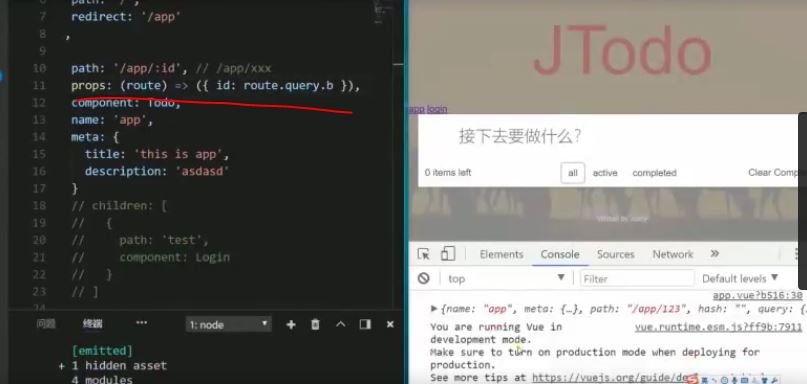 6 path: '/',
7 redirect: '/app'
8 ,
9
10 path: '/app/:id', // /app/xxx
11 props: (route) => ({ id: route.query.b }),
12 component: Todo,
13 name: 'app',
14 meta: {
15 title: 'this is app',
16 description: 'asdasd'
17 }
18 // children: [
19 // {
20 // path: 'test',
21 // component: Login
22 // }
23 // ]
问题 终端 ··· 1: node
[emitted]
+ 1 hidden asset
4 modules
JTodo
app login
接下去要做什么?
0 items left all active completed Clear Comp
Elements Console Sources Network »
top Filter Default levels
app.vue?b516:30
{name: "app", meta: {…}, path: "/app/123", hash: "", query: {
You are running Vue in vue.runtime.esm.js?ff9b:7911
development mode.
Make sure to turn on production mode when deploying for
production.
See more tips at https://vuejs.org/guide/